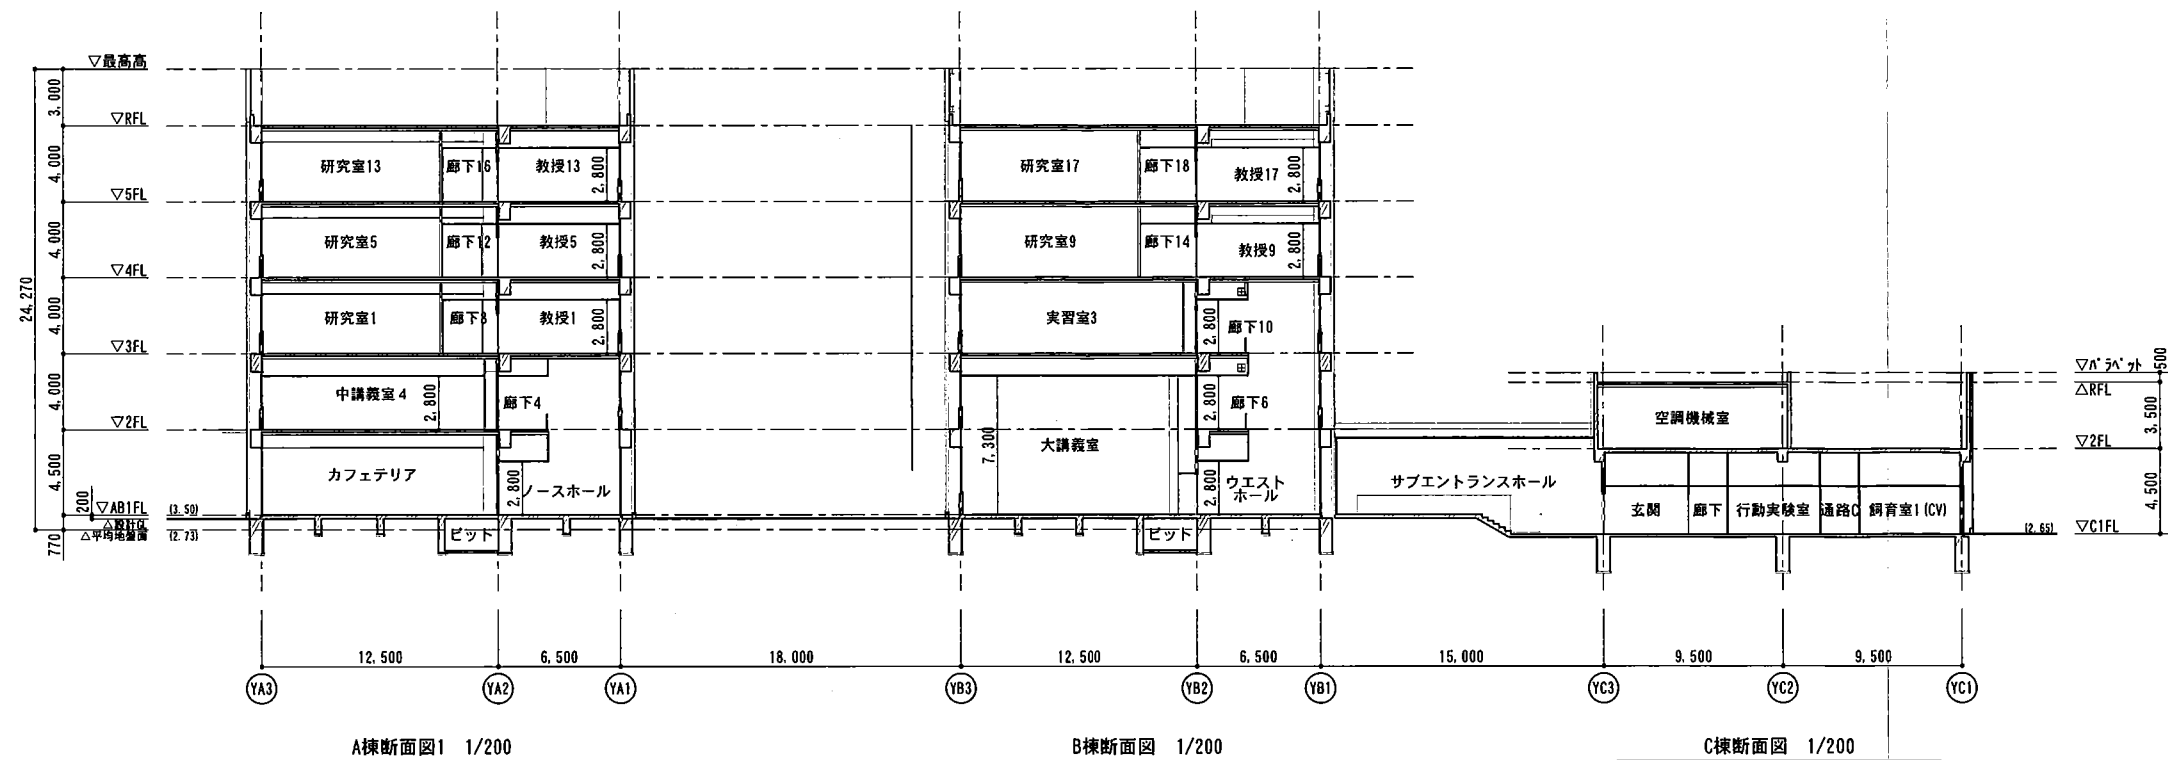 ▽最高高
3,000
▽RFL
4,000
▽5FL
4,000
▽4FL
4,000
▽3FL
4,000
▽2FL
4,500
200
▽AB1FL
(3.50)
△設計GL
△平均地盤面
(2.73)
770
24,270
研究室13
廊下16
教授13
2,800
研究室5
廊下12
教授5
2,800
研究室1
廊下8
教授1
2,800
中講義室4
2,800
廊下4
カフェテリア
2,800
ノースホール
ピット
研究室17
廊下18
教授17
2,800
研究室9
廊下14
教授9
2,800
実習室3
2,800
廊下10
2,800
廊下6
7,300
大講義室
2,800
ウエスト
ホール
ピット
サブエントランスホール
空調機械室
玄関
廊下
行動実験室
通路C
飼育室1(CV)
(2.65)
▽パラペット
500
△RFL
3,500
▽2FL
4,500
▽C1FL
12,500
6,500
18,000
12,500
6,500
15,000
9,500
9,500
YA3
YA2
YA1
YB3
YB2
YB1
YC3
YC2
YC1
A棟断面図1 1/200
B棟断面図 1/200
C棟断面図 1/200